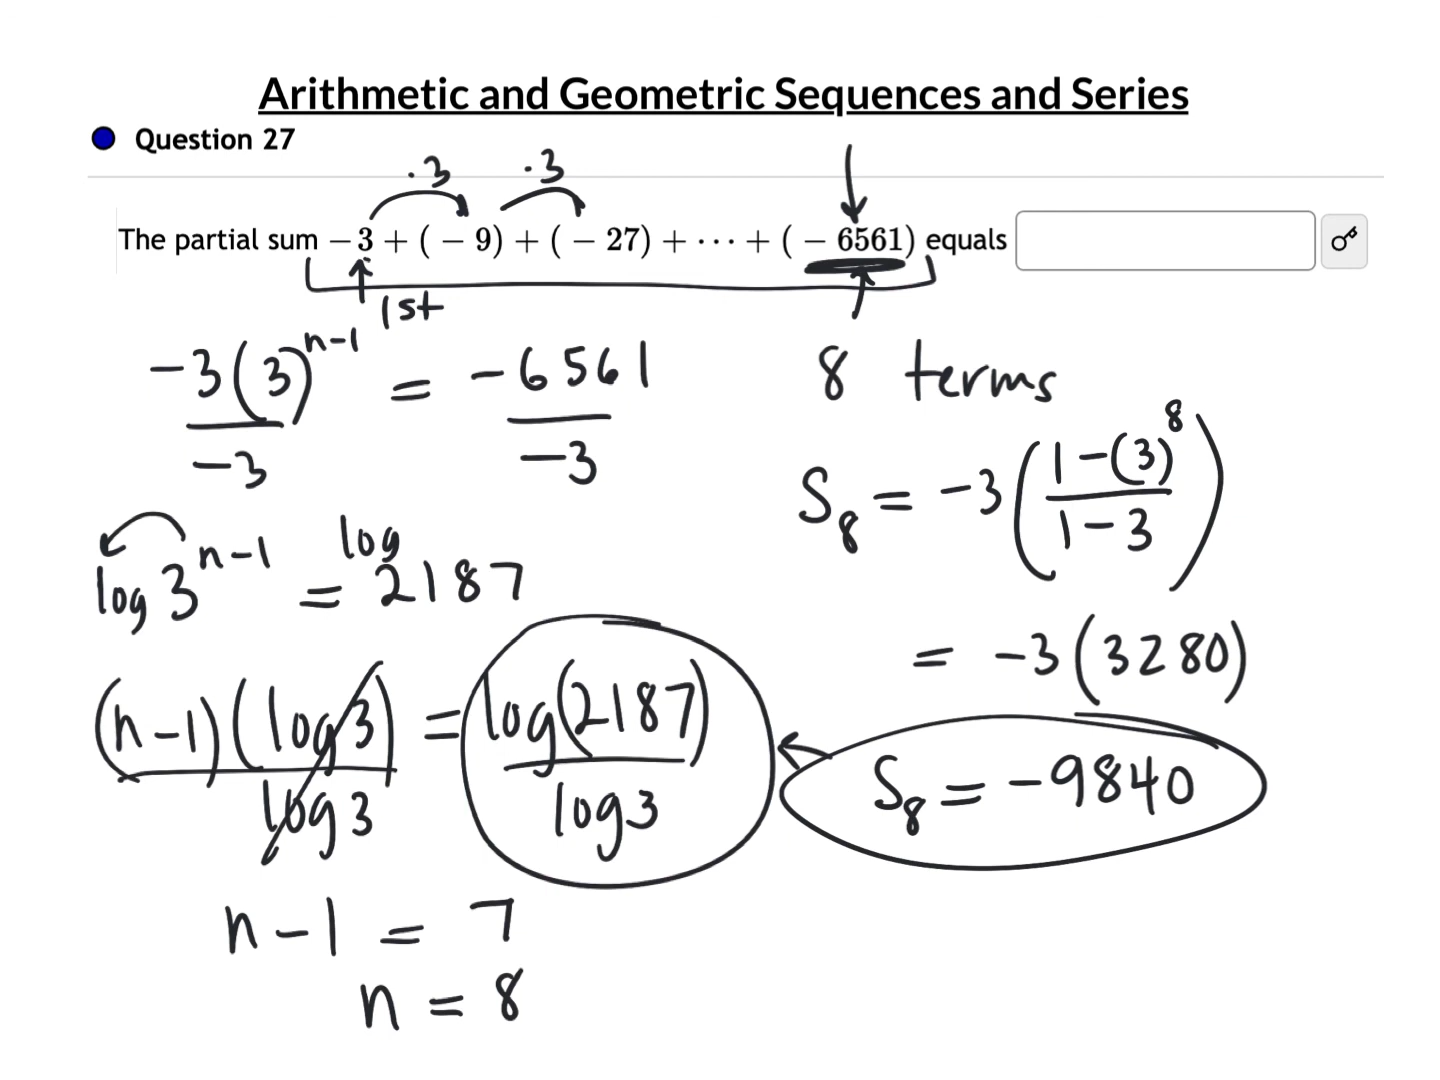 Arithmetic and Geometric Sequences and Series
Question 27
·3 ·3
The partial sum −3 + ( − 9) + ( − 27) + ⋯ + ( − 6561) equals
1st
−3(3)^(n−1) / −3 = −6561 / −3
8 terms
S₈ = −3((1−(3)^8)/(1−3))
log 3^(n−1) = log 2187
= −3(3280)
(n−1)(log 3) / log 3 = log(2187) / log 3
S₈ = −9840
n−1 = 7
n = 8